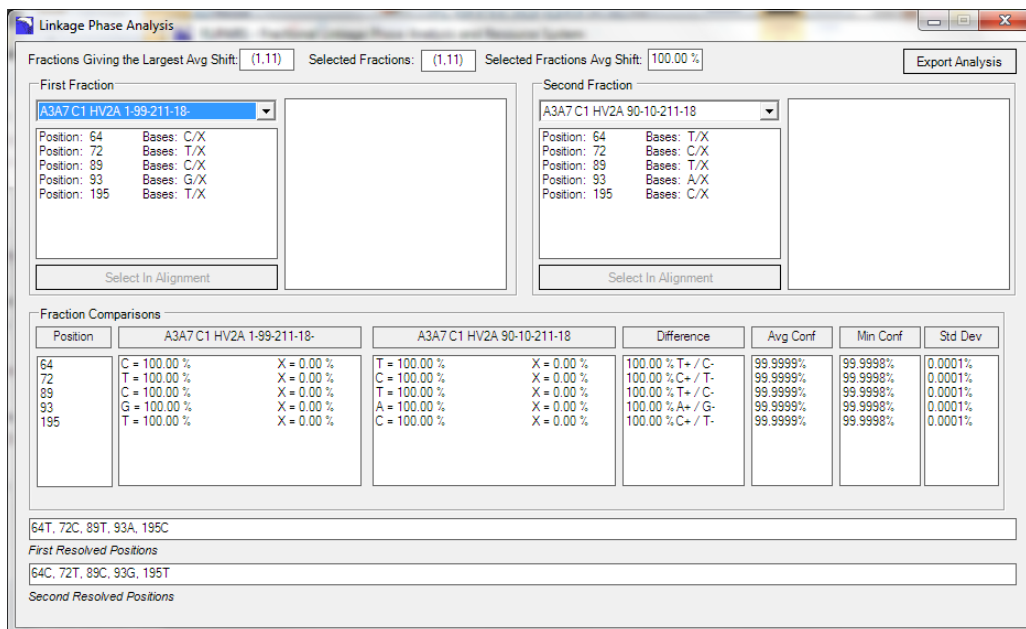 Linkage Phase Analysis
Fractions Giving the Largest Avg Shift: (1,11) Selected Fractions: (1,11) Selected Fractions Avg Shift: 100.00 % Export Analysis
First Fraction Second Fraction
A3A7 C1 HV2A 1-99-211-18- A3A7 C1 HV2A 90-10-211-18
Position: 64 Bases: C/X Position: 64 Bases: T/X
Position: 72 Bases: T/X Position: 72 Bases: C/X
Position: 89 Bases: C/X Position: 89 Bases: T/X
Position: 93 Bases: G/X Position: 93 Bases: A/X
Position: 195 Bases: T/X Position: 195 Bases: C/X
Select In Alignment Select In Alignment
Fraction Comparisons
Position A3A7 C1 HV2A 1-99-211-18- A3A7 C1 HV2A 90-10-211-18 Difference Avg Conf Min Conf Std Dev
64 C = 100.00 % X = 0.00 % T = 100.00 % X = 0.00 % 100.00 % T+ / C- 99.9999% 99.9998% 0.0001%
72 T = 100.00 % X = 0.00 % C = 100.00 % X = 0.00 % 100.00 % C+ / T- 99.9999% 99.9998% 0.0001%
89 C = 100.00 % X = 0.00 % T = 100.00 % X = 0.00 % 100.00 % T+ / C- 99.9999% 99.9998% 0.0001%
93 G = 100.00 % X = 0.00 % A = 100.00 % X = 0.00 % 100.00 % A+ / G- 99.9999% 99.9998% 0.0001%
195 T = 100.00 % X = 0.00 % C = 100.00 % X = 0.00 % 100.00 % C+ / T- 99.9999% 99.9998% 0.0001%
64T, 72C, 89T, 93A, 195C
First Resolved Positions
64C, 72T, 89C, 93G, 195T
Second Resolved Positions